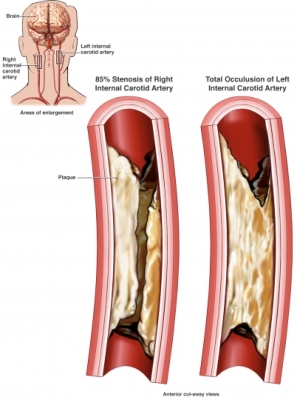 Brain
Left internal
carotid artery
Right
internal
carotid
artery
Areas of enlargement
85% Stenosis of Right
Internal Carotid Artery
Total Occulusion of Left
Internal Carotid Artery
Plaque
Anterior cut-away views